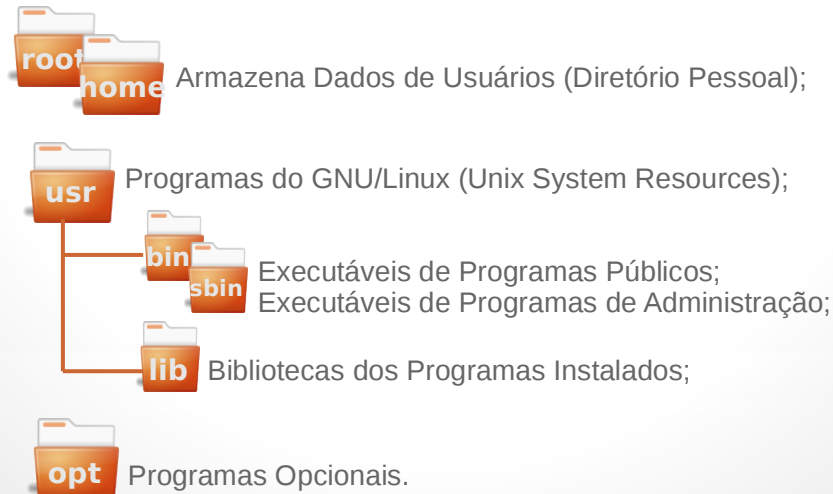 root
home
Armazena Dados de Usuários (Diretório Pessoal);
usr
Programas do GNU/Linux (Unix System Resources);
bin
sbin
Executáveis de Programas Públicos;
Executáveis de Programas de Administração;
lib
Bibliotecas dos Programas Instalados;
opt
Programas Opcionais.